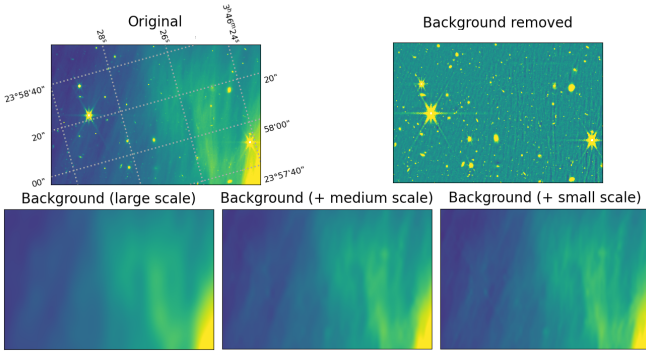 Original
Background removed
28ˢ
26ˢ
3ʰ46ᵐ24ˢ
23°58'40"
20"
00"
20"
58'00"
23°57'40"
Background (large scale)
Background (+ medium scale)
Background (+ small scale)